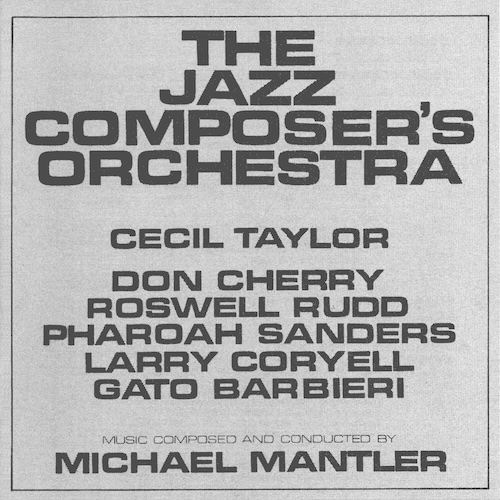 THE
JAZZ
COMPOSER'S
ORCHESTRA
CECIL TAYLOR
DON CHERRY
ROSWELL RUDD
PHAROAH SANDERS
LARRY CORYELL
GATO BARBIERI
MUSIC COMPOSED AND CONDUCTED BY
MICHAEL MANTLER